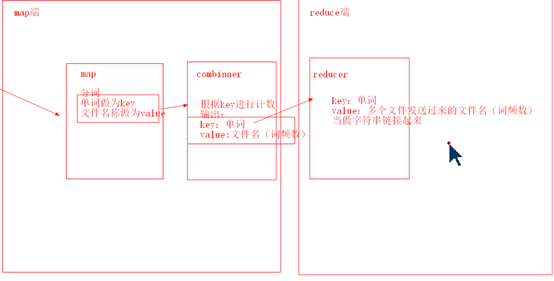 map端
reduce端
map
分词
单词做为key
文件名称做为value
combinner
根据key进行计数
输出:
key: 单词
value:文件名（词频数）
reducer
key: 单词
value: 多个文件发送过来的文件名（词频数）
当做字符串链接起来